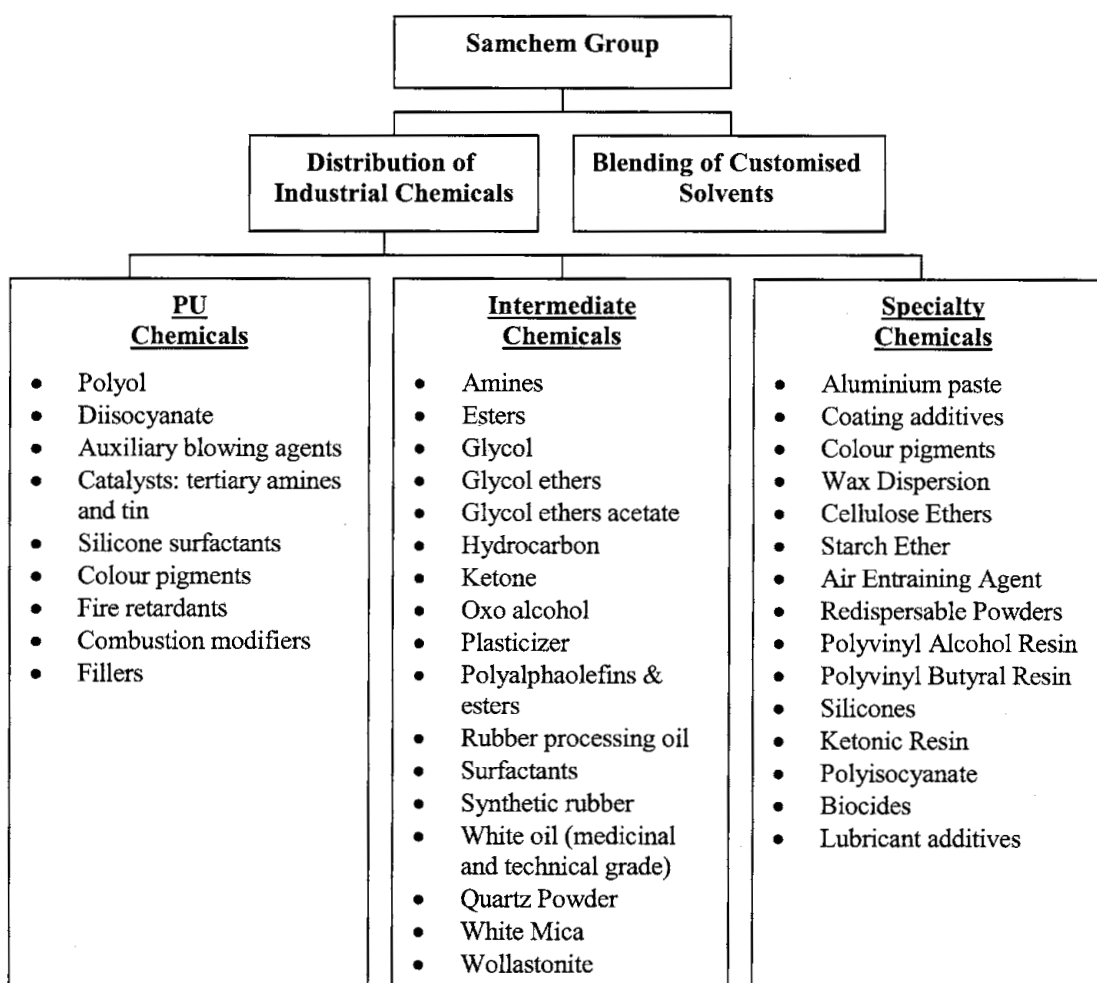 Samchem Group
Distribution of
Industrial Chemicals
Blending of Customised
Solvents
PU
Chemicals
• Polyol
• Diisocyanate
• Auxiliary blowing agents
• Catalysts: tertiary amines
and tin
• Silicone surfactants
• Colour pigments
• Fire retardants
• Combustion modifiers
• Fillers
Intermediate
Chemicals
• Amines
• Esters
• Glycol
• Glycol ethers
• Glycol ethers acetate
• Hydrocarbon
• Ketone
• Oxo alcohol
• Plasticizer
• Polyalphaolefins &
esters
• Rubber processing oil
• Surfactants
• Synthetic rubber
• White oil (medicinal
and technical grade)
• Quartz Powder
• White Mica
• Wollastonite
Specialty
Chemicals
• Aluminium paste
• Coating additives
• Colour pigments
• Wax Dispersion
• Cellulose Ethers
• Starch Ether
• Air Entraining Agent
• Redispersable Powders
• Polyvinyl Alcohol Resin
• Polyvinyl Butyral Resin
• Silicones
• Ketonic Resin
• Polyisocyanate
• Biocides
• Lubricant additives